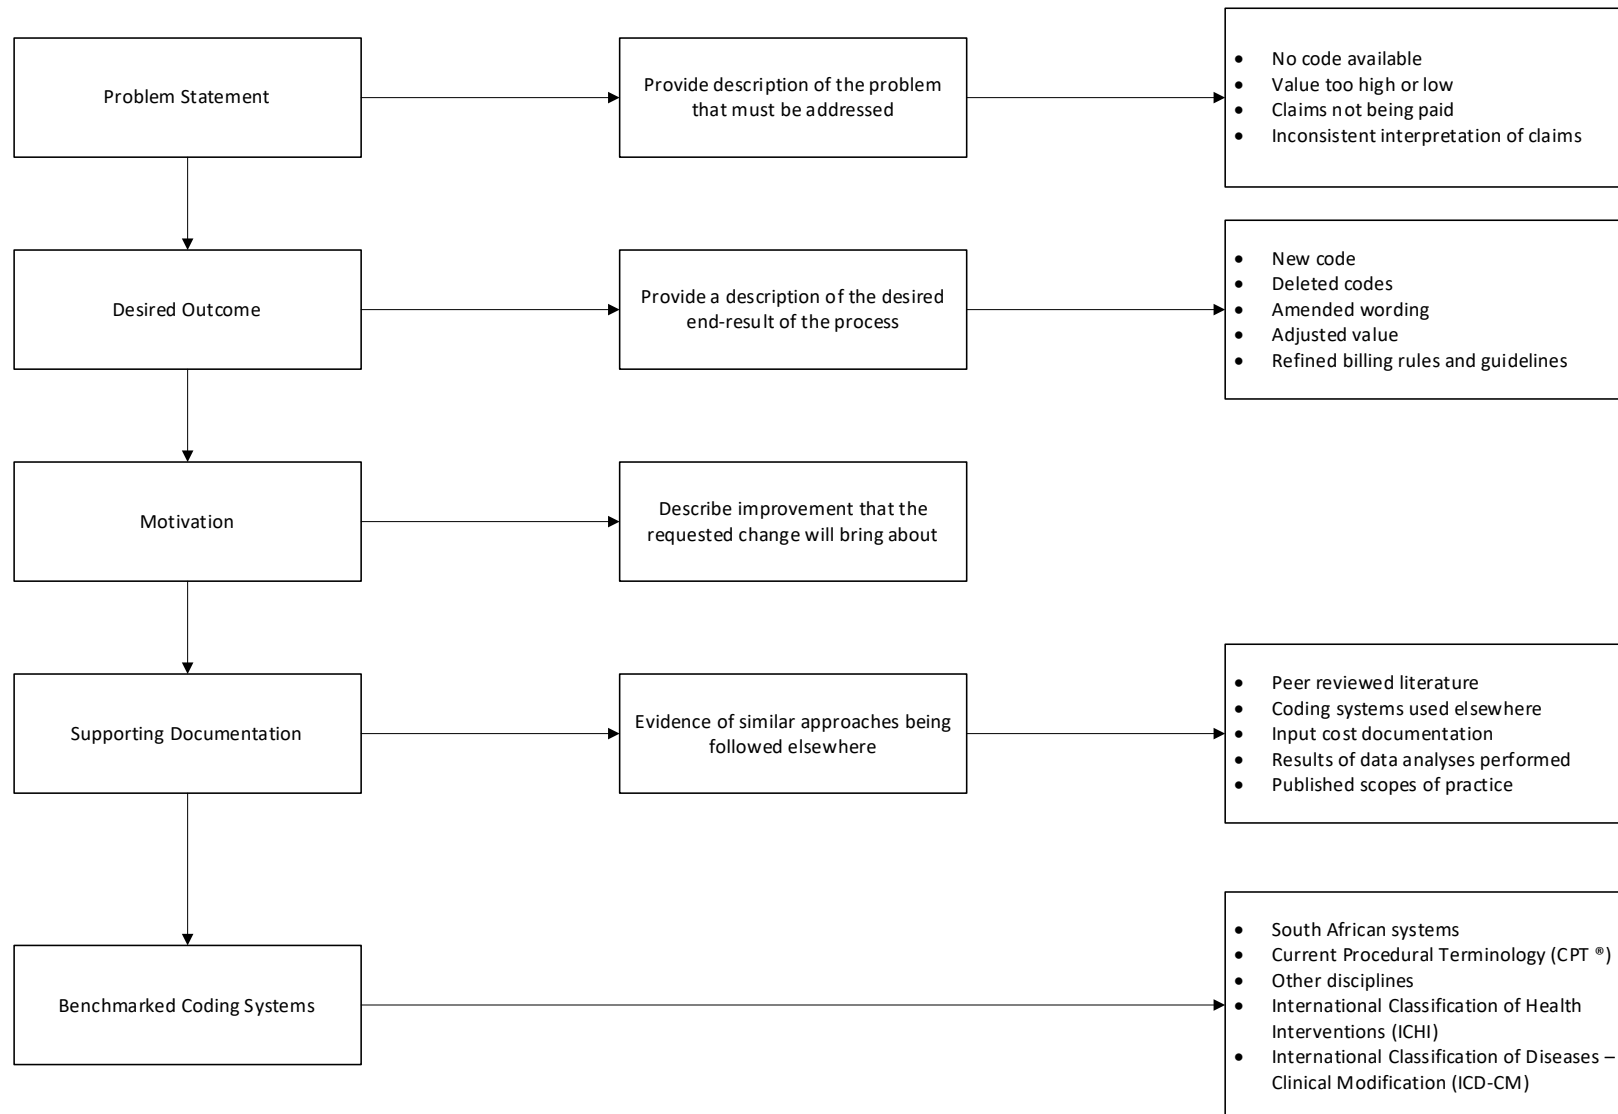 Problem Statement
Provide description of the problem
that must be addressed
• No code available
• Value too high or low
• Claims not being paid
• Inconsistent interpretation of claims
Desired Outcome
Provide a description of the desired
end-result of the process
• New code
• Deleted codes
• Amended wording
• Adjusted value
• Refined billing rules and guidelines
Motivation
Describe improvement that the
requested change will bring about
Supporting Documentation
Evidence of similar approaches being
followed elsewhere
• Peer reviewed literature
• Coding systems used elsewhere
• Input cost documentation
• Results of data analyses performed
• Published scopes of practice
Benchmarked Coding Systems
• South African systems
• Current Procedural Terminology (CPT ®)
• Other disciplines
• International Classification of Health
Interventions (ICHI)
• International Classification of Diseases –
Clinical Modification (ICD-CM)